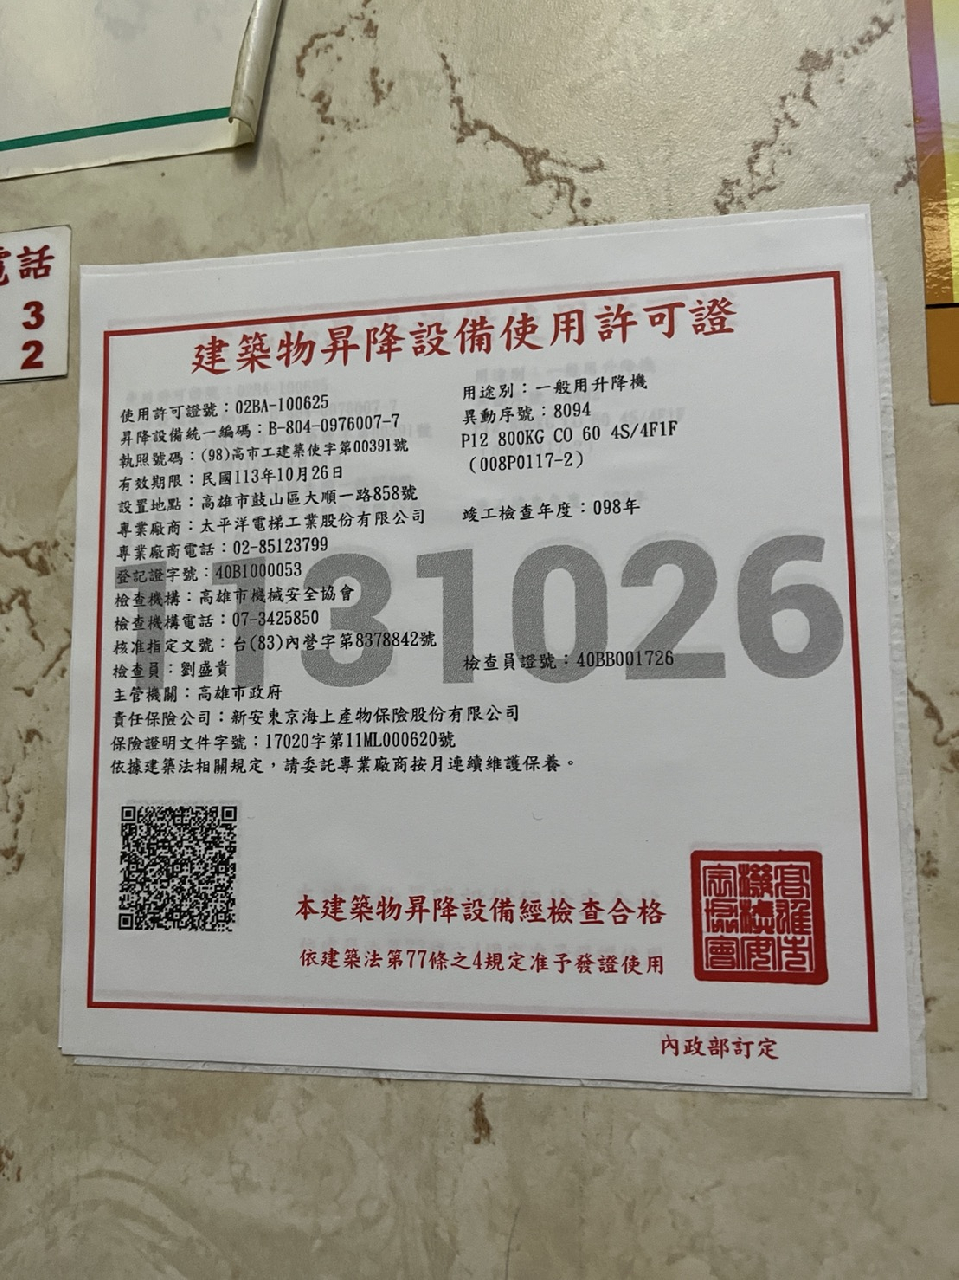 電話
3
2
建築物昇降設備使用許可證
使用許可證號：02BA-100625
昇降設備統一編碼：B-804-0976007-7
執照號碼：(98)高市工建築使字第00391號
有效期限：民國113年10月26日
設置地點：高雄市鼓山區大順一路858號
專業廠商：太平洋電梯工業股份有限公司
專業廠商電話：02-85123799
登記證字號：40B1000053
檢查機構：高雄市機械安全協會
檢查機構電話：07-3425850
核准指定文號：台(83)內營字第8378842號
檢查員：劉盛貴
主管機關：高雄市政府
責任保險公司：新安東京海上產物保險股份有限公司
保險證明文件字號：17020字第11ML000620號
依據建築法相關規定，請委託專業廠商按月連續維護保養。
用途別：一般用升降機
異動序號：8094
P12 800KG CO 60 4S/4F1F
(008P0117-2)
竣工檢查年度：098年
檢查員證號：40BB001726
1131026
本建築物昇降設備經檢查合格
依建築法第77條之4規定准予發證使用
高雄市
機械安
全協會
內政部訂定